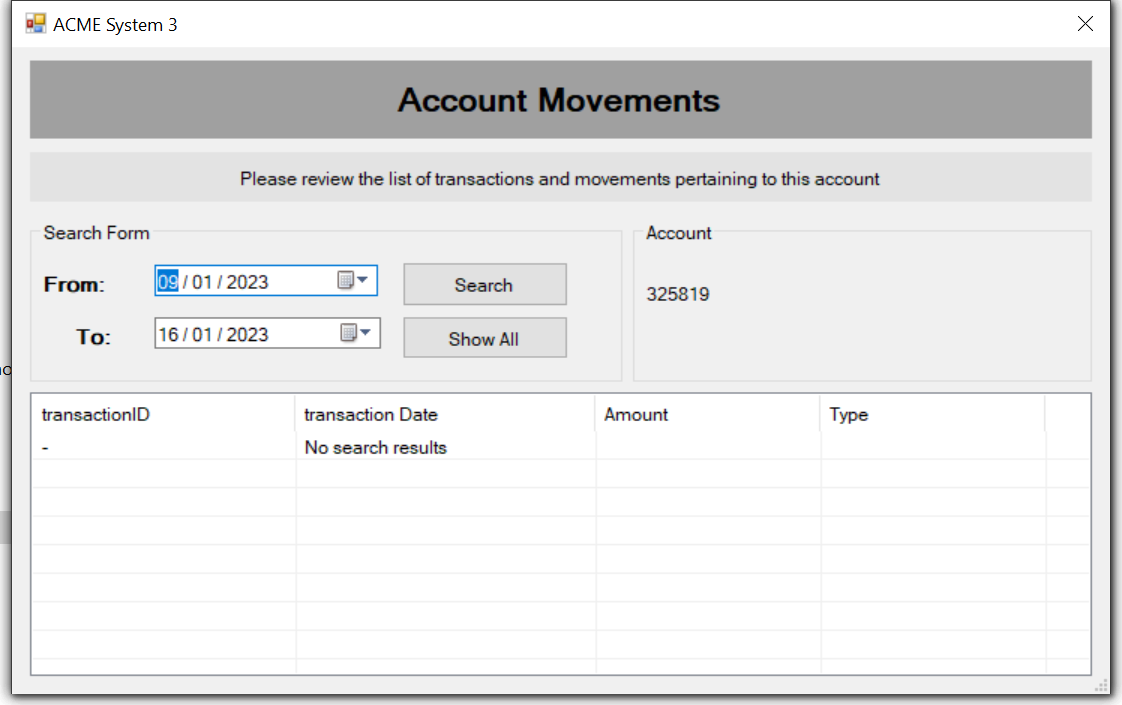 ACME System 3
Account Movements
Please review the list of transactions and movements pertaining to this account
Search Form
From: 09 / 01 / 2023 Search
To: 16 / 01 / 2023 Show All
Account
325819
transactionID transaction Date Amount Type
- No search results